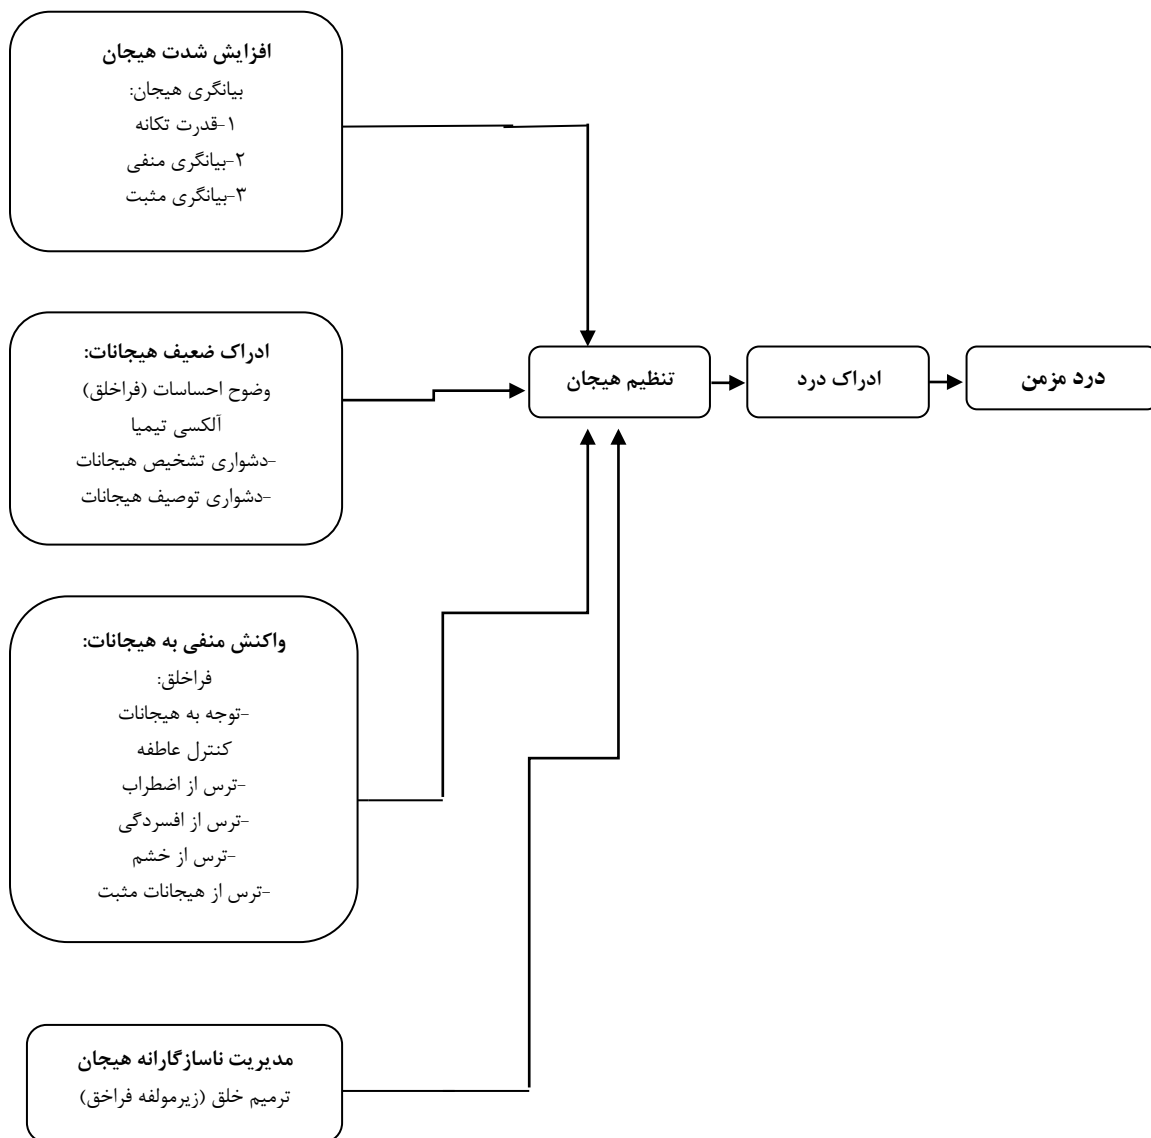 افزایش شدت هیجان
بیانگری هیجان:
۱-قدرت تکانه
۲-بیانگری منفی
۳-بیانگری مثبت
ادراک ضعیف هیجانات:
وضوح احساسات (فراخلق)
آلکسی تیمیا
-دشواری تشخیص هیجانات
-دشواری توصیف هیجانات
تنظیم هیجان
ادراک درد
درد مزمن
واکنش منفی به هیجانات:
فراخلق:
-توجه به هیجانات
کنترل عاطفه
-ترس از اضطراب
-ترس از افسردگی
-ترس از خشم
-ترس از هیجانات مثبت
مدیریت ناسازگارانه هیجان
ترمیم خلق (زیرمولفه فراخق)